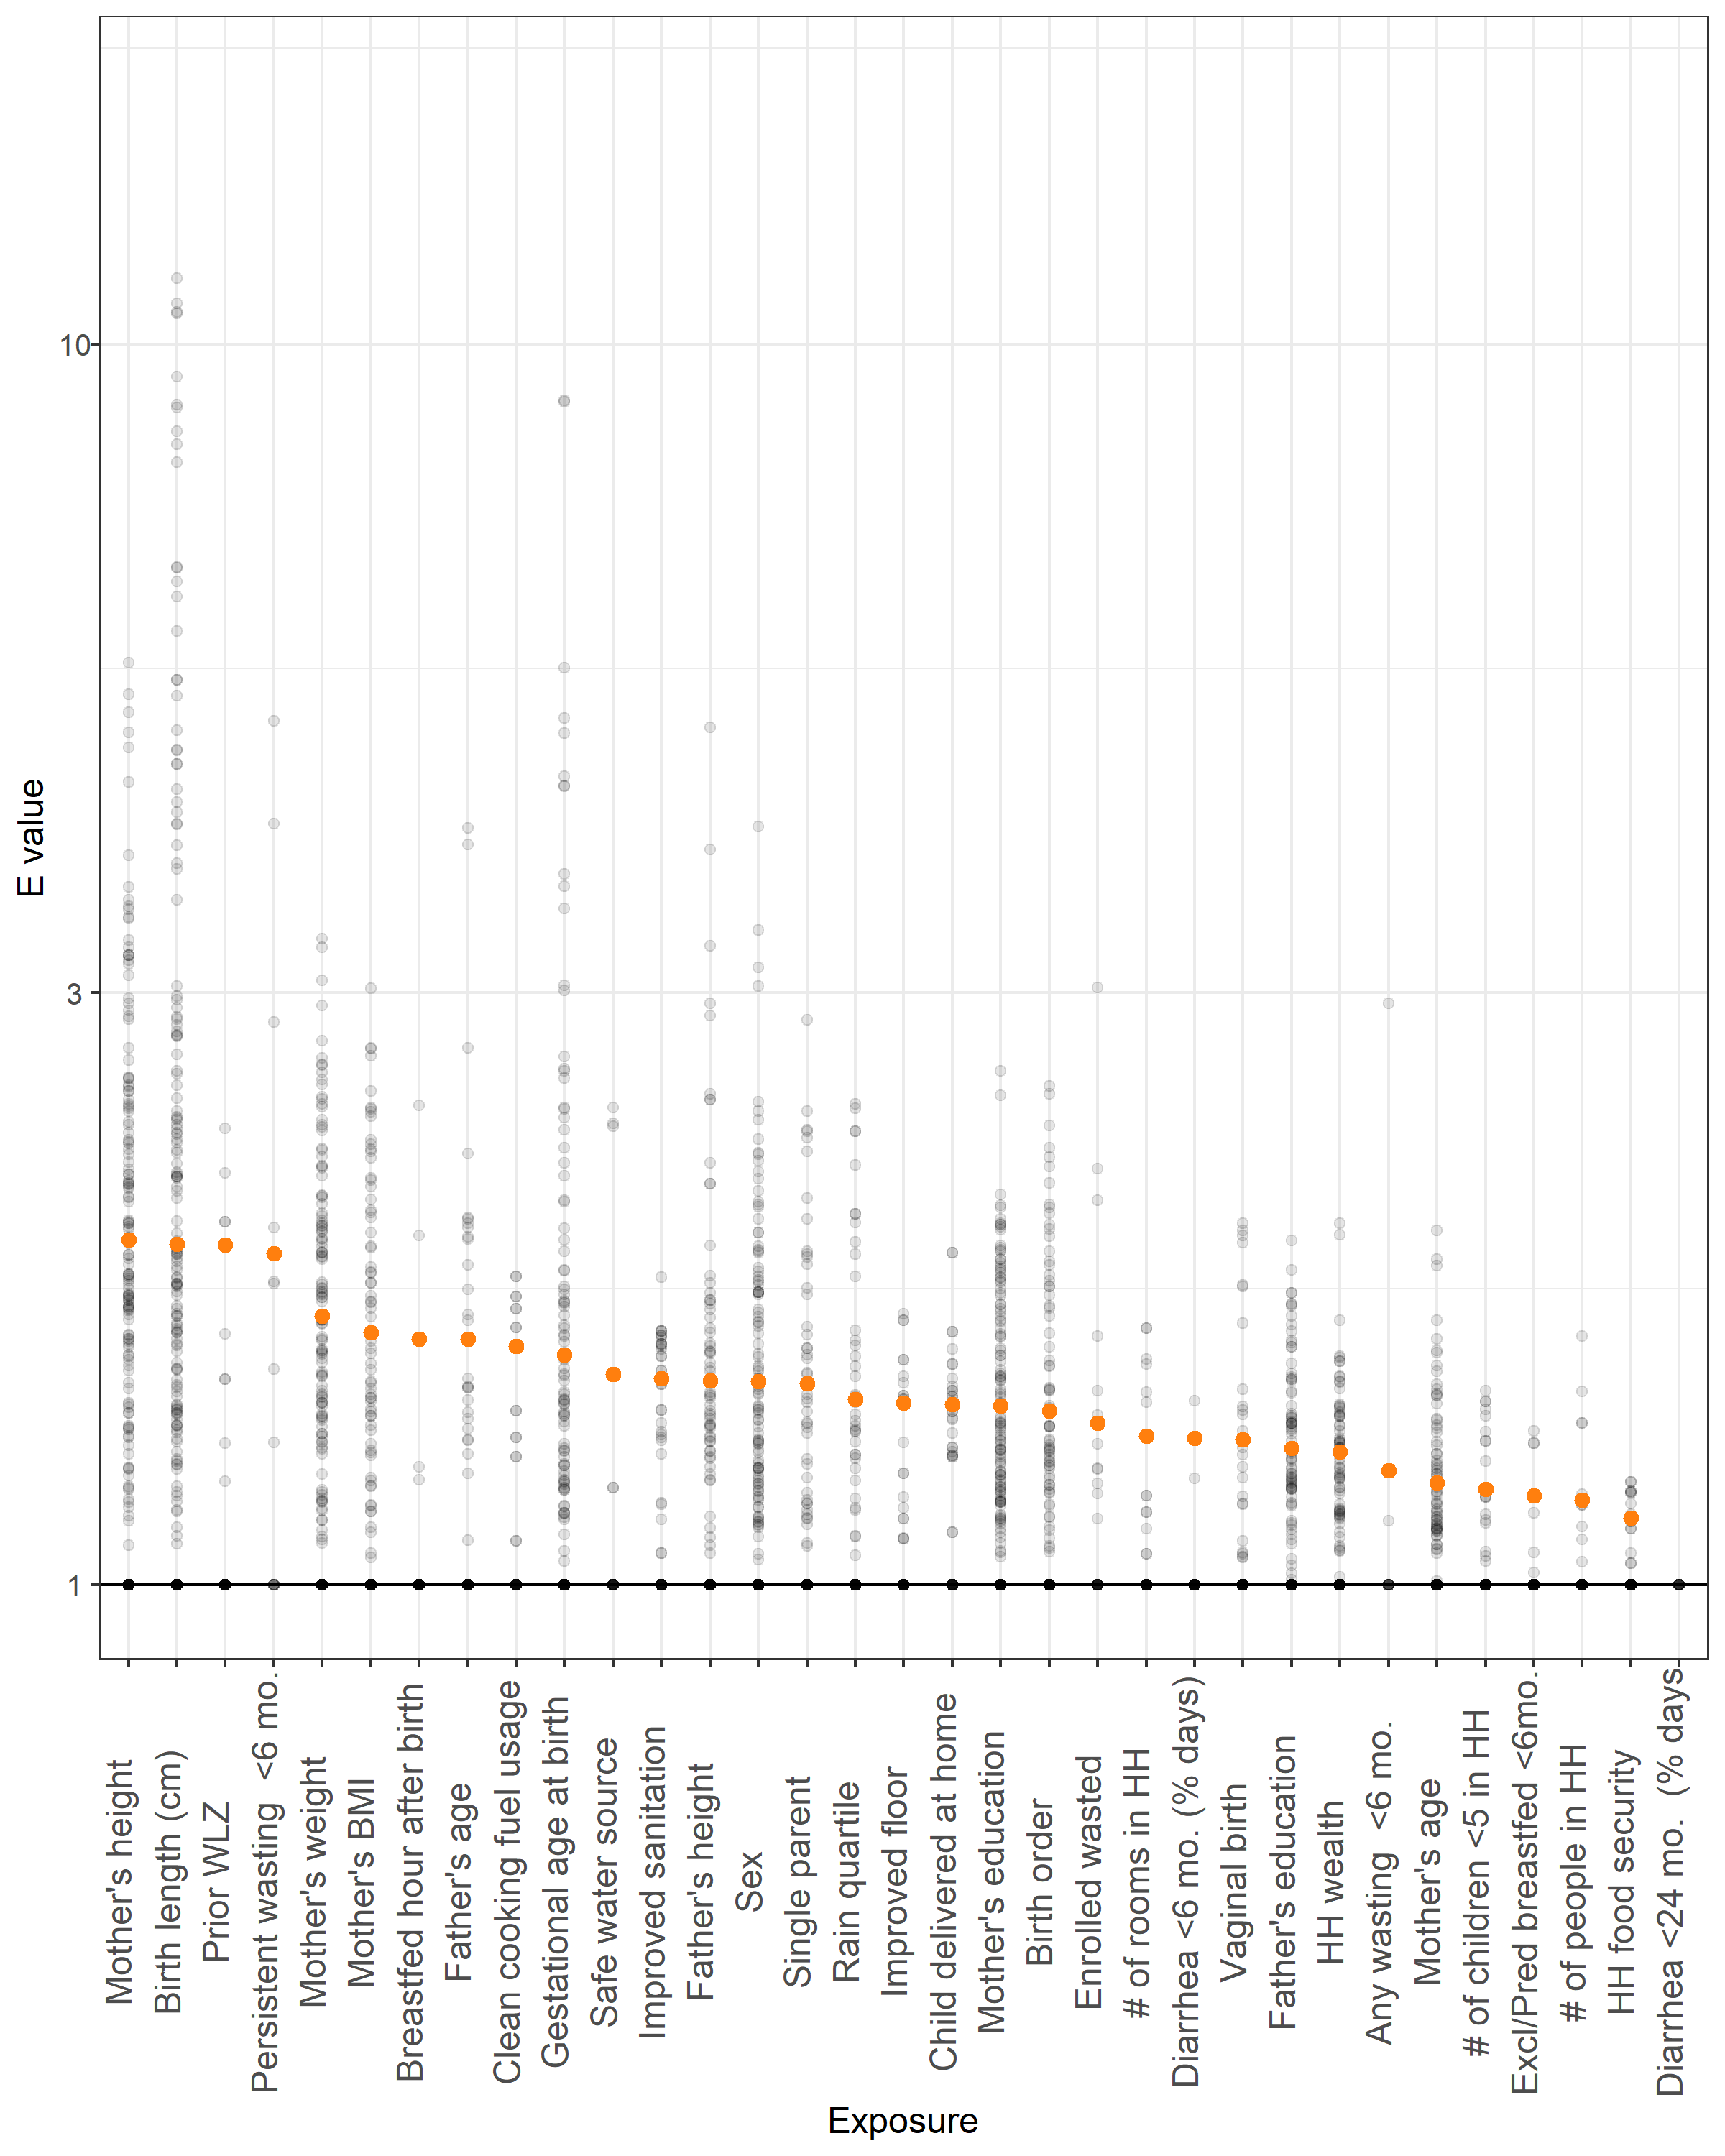 10
3
1
E value
Mother's height
Birth length (cm)
Prior WLZ
Persistent wasting  <6 mo.
Mother's weight
Mother's BMI
Breastfed hour after birth
Father's age
Clean cooking fuel usage
Gestational age at birth
Safe water source
Improved sanitation
Father's height
Sex
Single parent
Rain quartile
Improved floor
Child delivered at home
Mother's education
Birth order
Enrolled wasted
# of rooms in HH
Diarrhea <6 mo. (% days)
Vaginal birth
Father's education
HH wealth
Any wasting  <6 mo.
Mother's age
# of children <5 in HH
Excl/Pred breastfed <6mo.
# of people in HH
HH food security
Diarrhea <24 mo.  (% days
Exposure